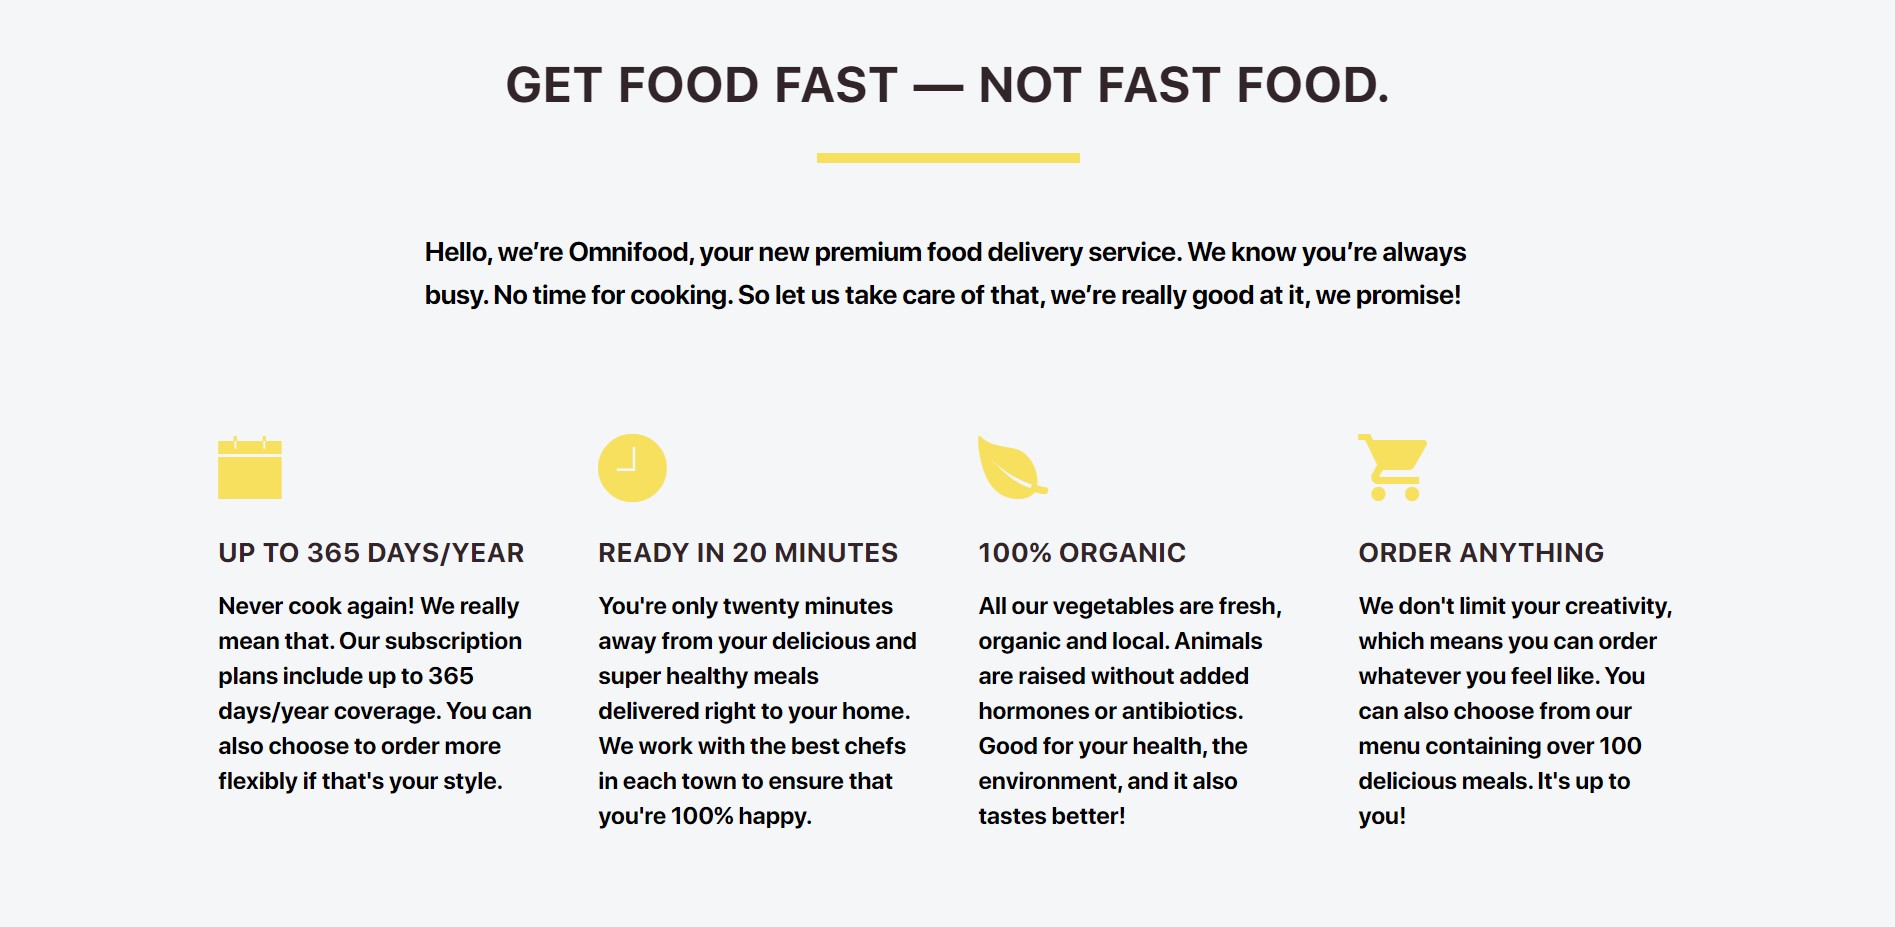 GET FOOD FAST — NOT FAST FOOD.
Hello, we’re Omnifood, your new premium food delivery service. We know you’re always
busy. No time for cooking. So let us take care of that, we’re really good at it, we promise!
UP TO 365 DAYS/YEAR
Never cook again! We really
mean that. Our subscription
plans include up to 365
days/year coverage. You can
also choose to order more
flexibly if that's your style.
READY IN 20 MINUTES
You're only twenty minutes
away from your delicious and
super healthy meals
delivered right to your home.
We work with the best chefs
in each town to ensure that
you're 100% happy.
100% ORGANIC
All our vegetables are fresh,
organic and local. Animals
are raised without added
hormones or antibiotics.
Good for your health, the
environment, and it also
tastes better!
ORDER ANYTHING
We don't limit your creativity,
which means you can order
whatever you feel like. You
can also choose from our
menu containing over 100
delicious meals. It's up to
you!